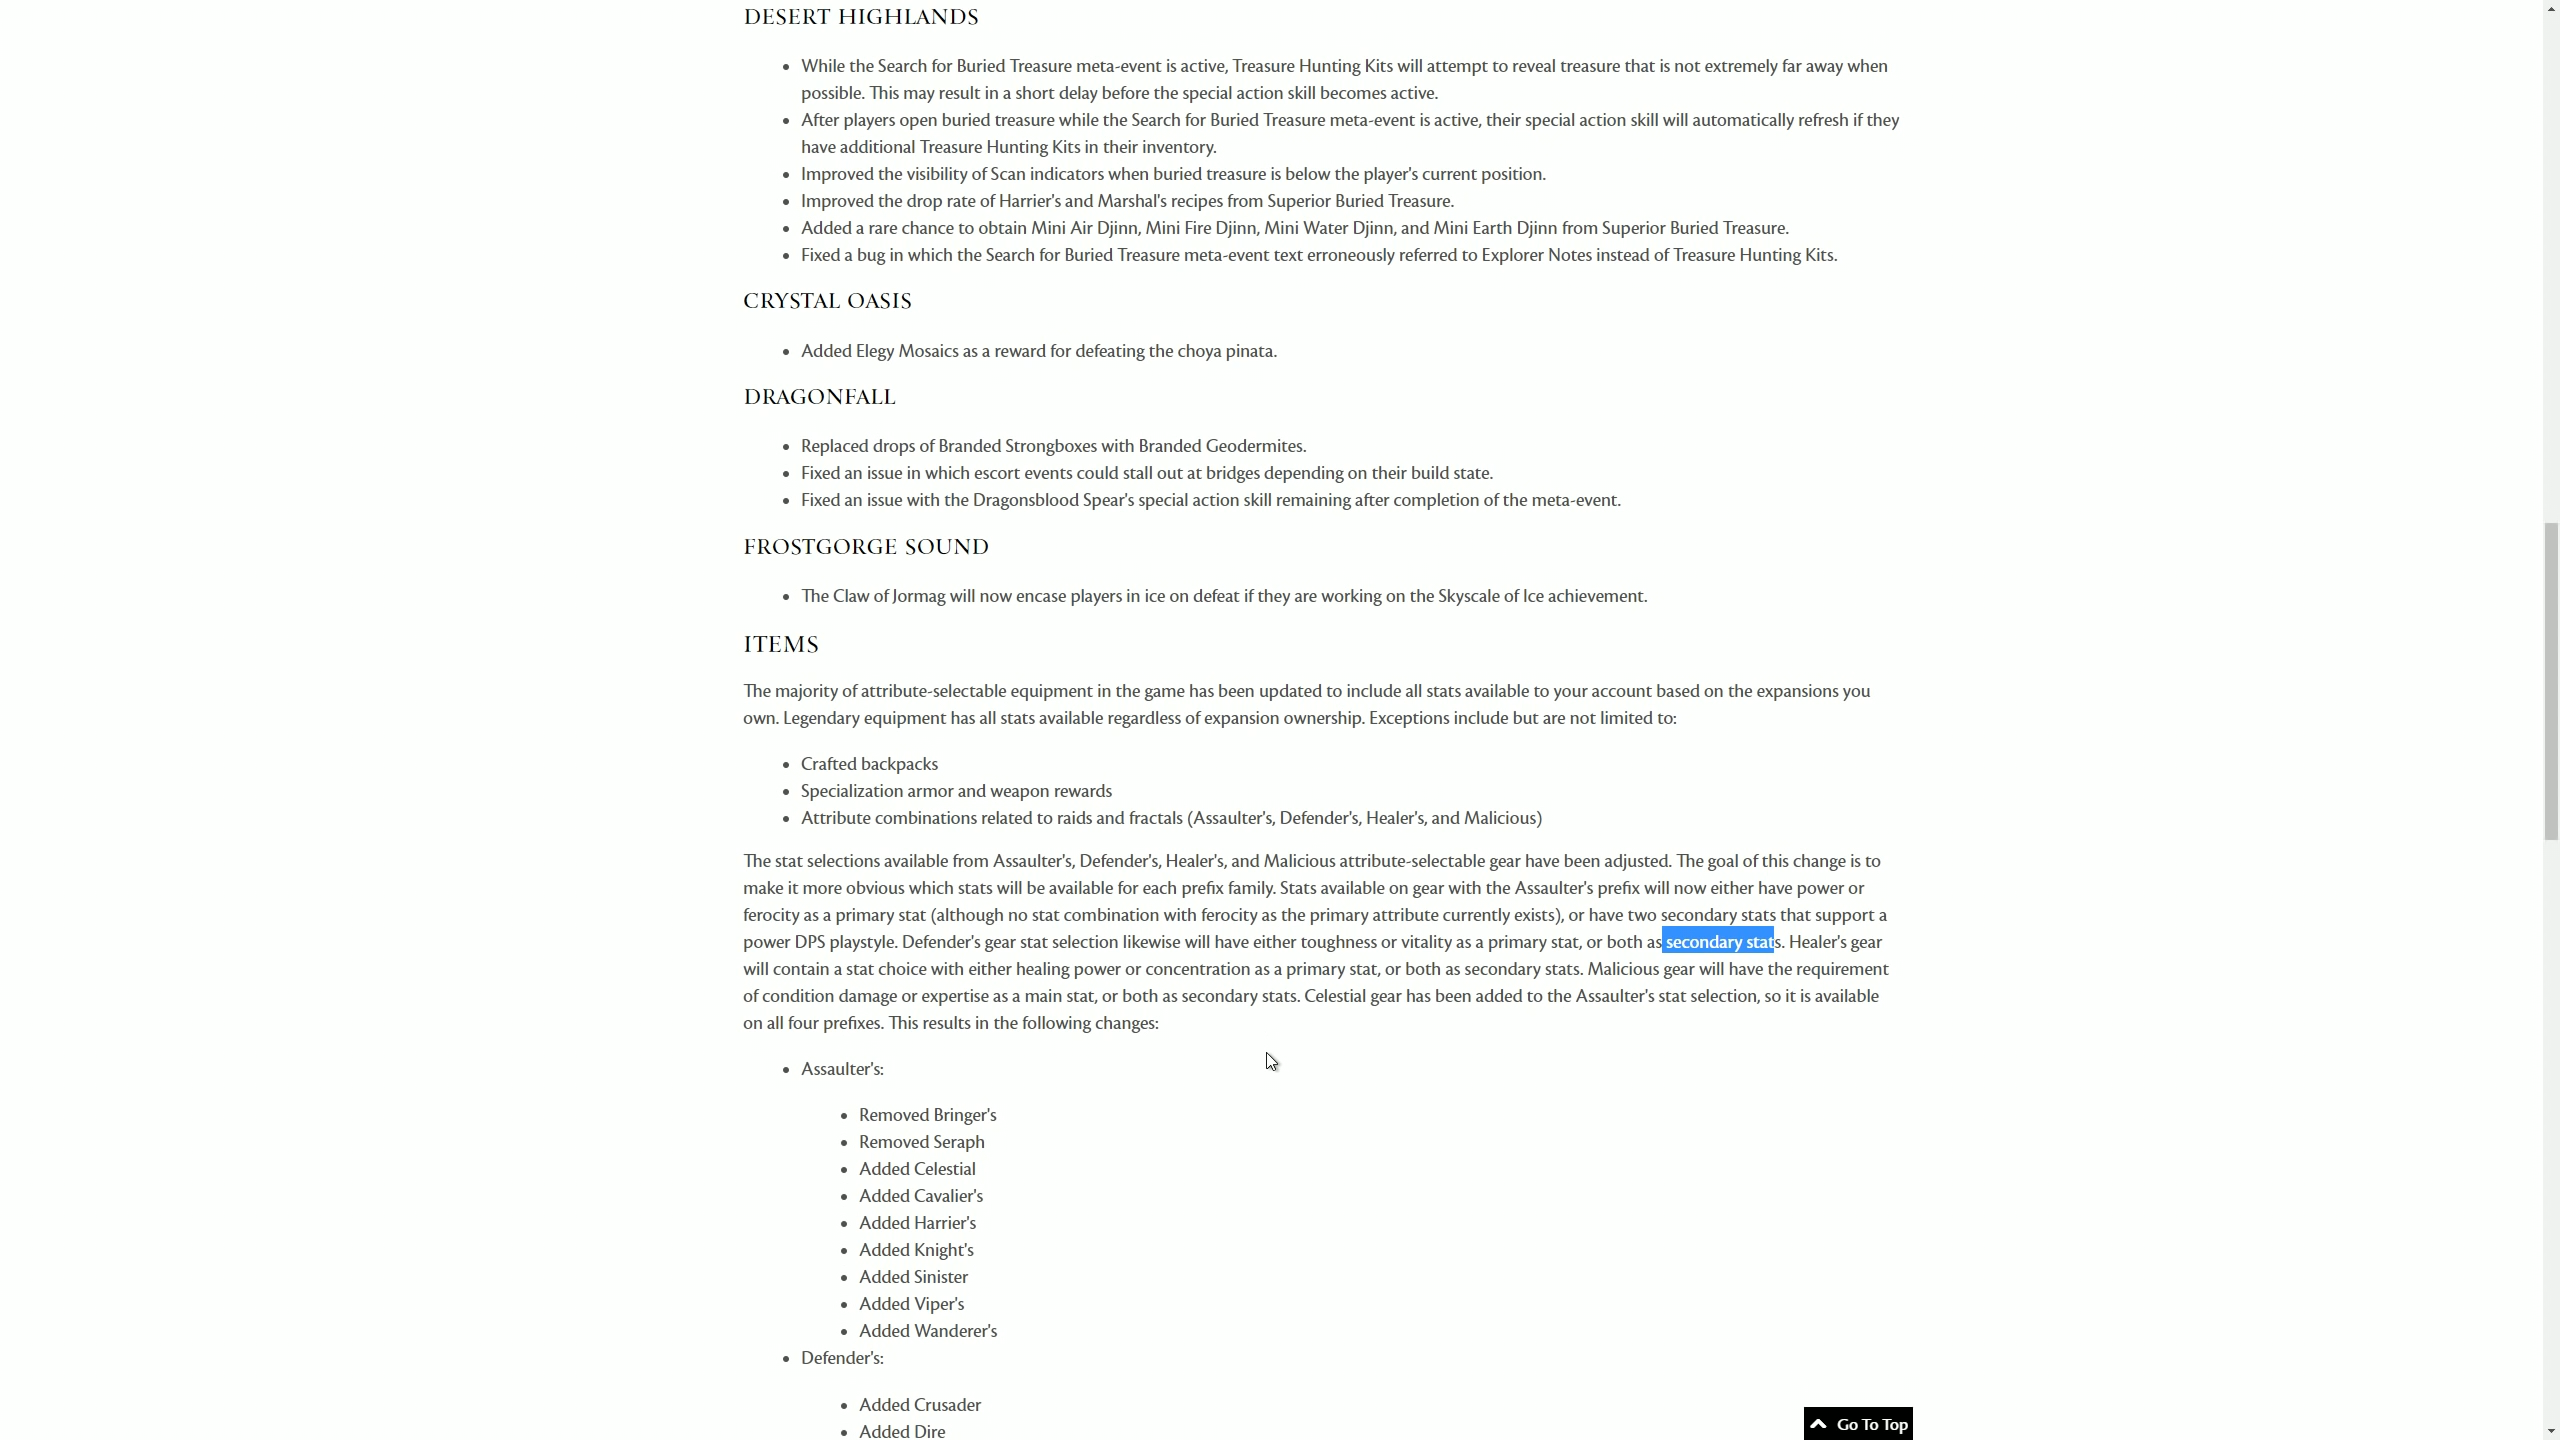 DESERT HIGHLANDS
While the Search for Buried Treasure meta-event is active, Treasure Hunting Kits will attempt to reveal treasure that is not extremely far away when
possible. This may result in a short delay before the special action skill becomes active.
After players open buried treasure while the Search for Buried Treasure meta-event is active, their special action skill will automatically refresh if they
have additional Treasure Hunting Kits in their inventory.
Improved the visibility of Scan indicators when buried treasure is below the player's current position.
Improved the drop rate of Harrier's and Marshal's recipes from Superior Buried Treasure.
Added a rare chance to obtain Mini Air Djinn, Mini Fire Djinn, Mini Water Djinn, and Mini Earth Djinn from Superior Buried Treasure.
Fixed a bug in which the Search for Buried Treasure meta-event text erroneously referred to Explorer Notes instead of Treasure Hunting Kits.
CRYSTAL OASIS
Added Elegy Mosaics as a reward for defeating the choya pinata.
DRAGONFALL
Replaced drops of Branded Strongboxes with Branded Geodermites.
Fixed an issue in which escort events could stall out at bridges depending on their build state.
Fixed an issue with the Dragonsblood Spear's special action skill remaining after completion of the meta-event.
FROSTGORGE SOUND
The Claw of Jormag will now encase players in ice on defeat if they are working on the Skyscale of Ice achievement.
ITEMS
The majority of attribute-selectable equipment in the game has been updated to include all stats available to your account based on the expansions you
own. Legendary equipment has all stats available regardless of expansion ownership. Exceptions include but are not limited to:
Crafted backpacks
Specialization armor and weapon rewards
Attribute combinations related to raids and fractals (Assaulter's, Defender's, Healer's, and Malicious)
The stat selections available from Assaulter's, Defender's, Healer's, and Malicious attribute-selectable gear have been adjusted. The goal of this change is to
make it more obvious which stats will be available for each prefix family. Stats available on gear with the Assaulter's prefix will now either have power or
ferocity as a primary stat (although no stat combination with ferocity as the primary attribute currently exists), or have two secondary stats that support a
power DPS playstyle. Defender's gear stat selection likewise will have either toughness or vitality as a primary stat, or both as secondary stats. Healer's gear
will contain a stat choice with either healing power or concentration as a primary stat, or both as secondary stats. Malicious gear will have the requirement
of condition damage or expertise as a main stat, or both as secondary stats. Celestial gear has been added to the Assaulter's stat selection, so it is available
on all four prefixes. This results in the following changes:
Assaulter's:
Removed Bringer's
Removed Seraph
Added Celestial
Added Cavalier's
Added Harrier's
Added Knight's
Added Sinister
Added Viper's
Added Wanderer's
Defender's:
Added Crusader
Added Dire
Go To Top